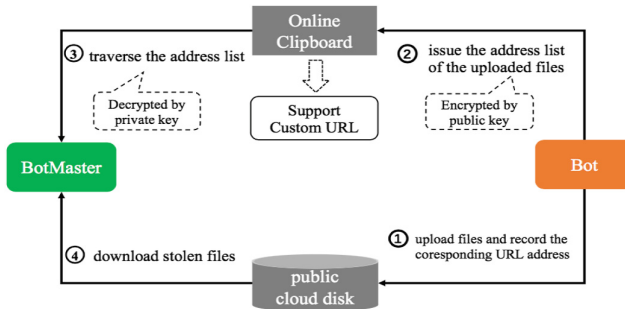 Online
Clipboard
③ traverse the address list
② issue the address list
of the uploaded files
Decrypted by
private key
Support
Custom URL
Encrypted by
public key
BotMaster
Bot
① upload files and record the
coresponding URL address
④ download stolen files
public
cloud disk